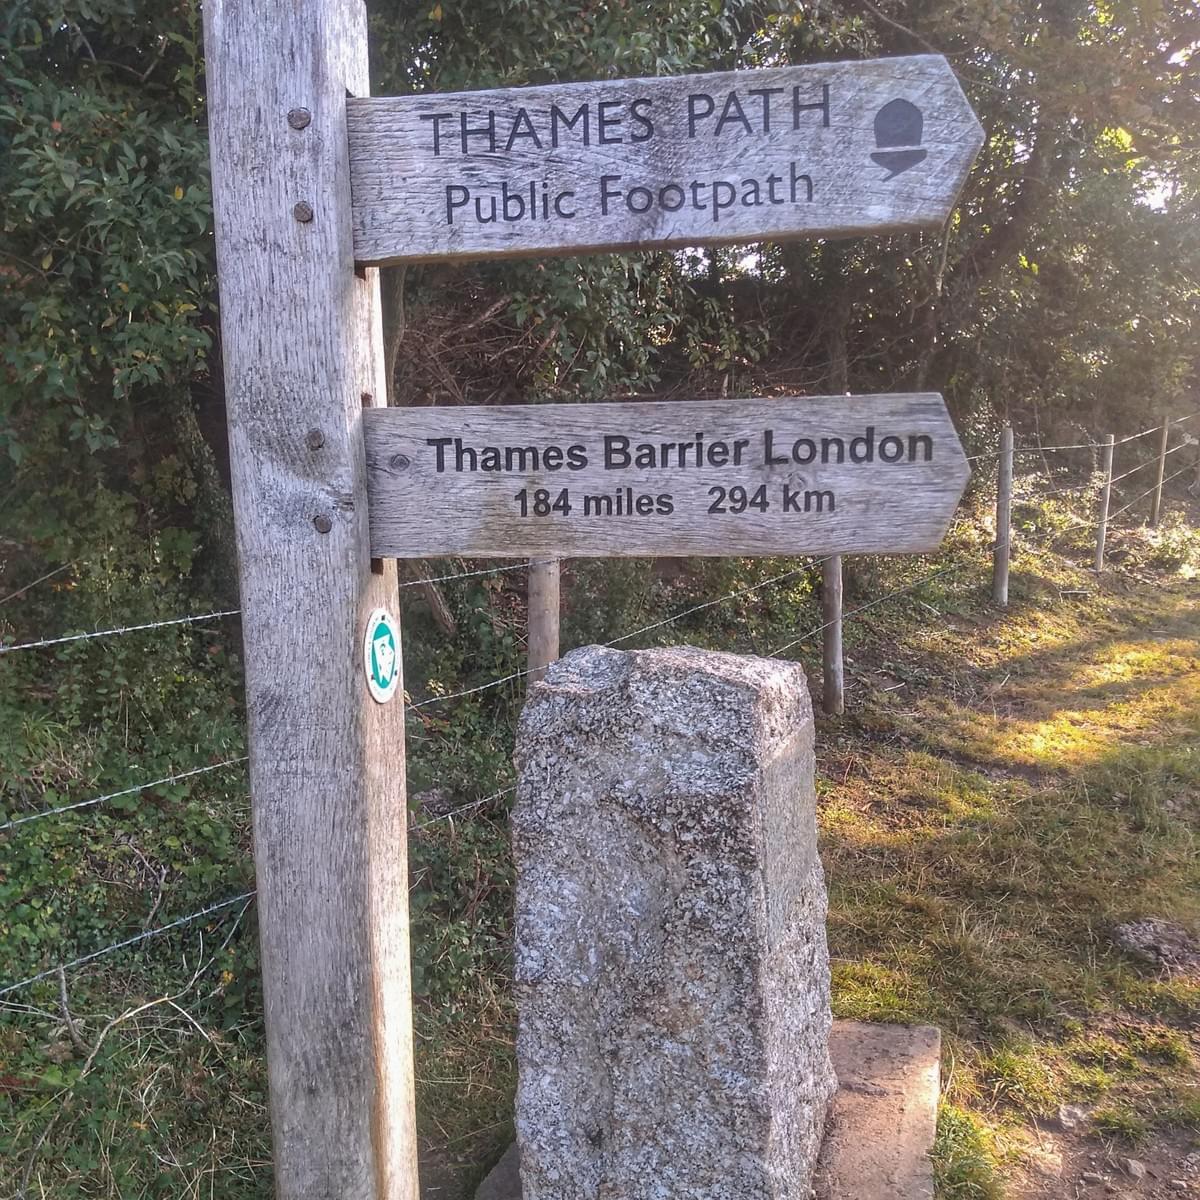 THAMES PATH
Public Footpath
Thames Barrier London
184 miles 294 km